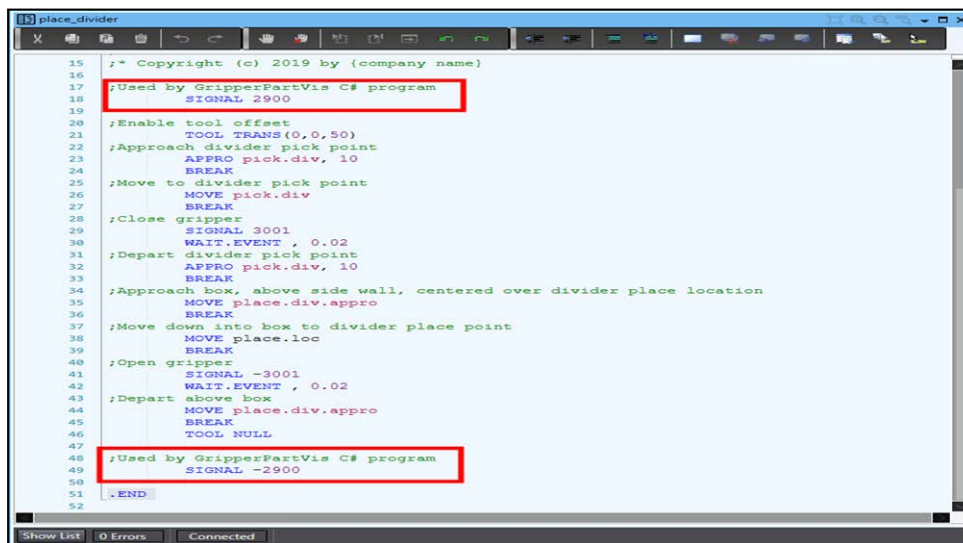 place_divider
15 ;* Copyright (c) 2019 by {company name}
16
17 ;Used by GripperPartVis C# program
18 SIGNAL 2900
19
20 ;Enable tool offset
21 TOOL TRANS(0,0,50)
22 ;Approach divider pick point
23 APPRO pick.div, 10
24 BREAK
25 ;Move to divider pick point
26 MOVE pick.div
27 BREAK
28 ;Close gripper
29 SIGNAL 3001
30 WAIT.EVENT , 0.02
31 ;Depart divider pick point
32 APPRO pick.div, 10
33 BREAK
34 ;Approach box, above side wall, centered over divider place location
35 MOVE place.div.appro
36 BREAK
37 ;Move down into box to divider place point
38 MOVE place.loc
39 BREAK
40 ;Open gripper
41 SIGNAL -3001
42 WAIT.EVENT , 0.02
43 ;Depart above box
44 MOVE place.div.appro
45 BREAK
46 TOOL NULL
47
48 ;Used by GripperPartVis C# program
49 SIGNAL -2900
50
51 .END
52
Show List 0 Errors Connected